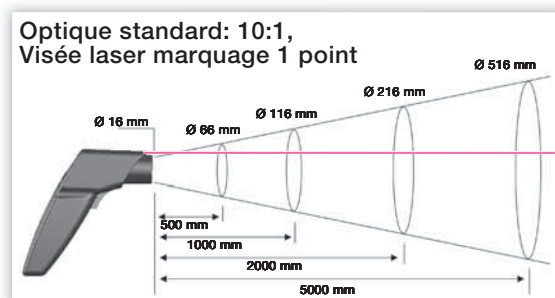 Optique standard: 10:1,
Visée laser marquage 1 point
Ø 516 mm
Ø 216 mm
Ø 116 mm
Ø 16 mm
Ø 66 mm
500 mm
1000 mm
2000 mm
5000 mm